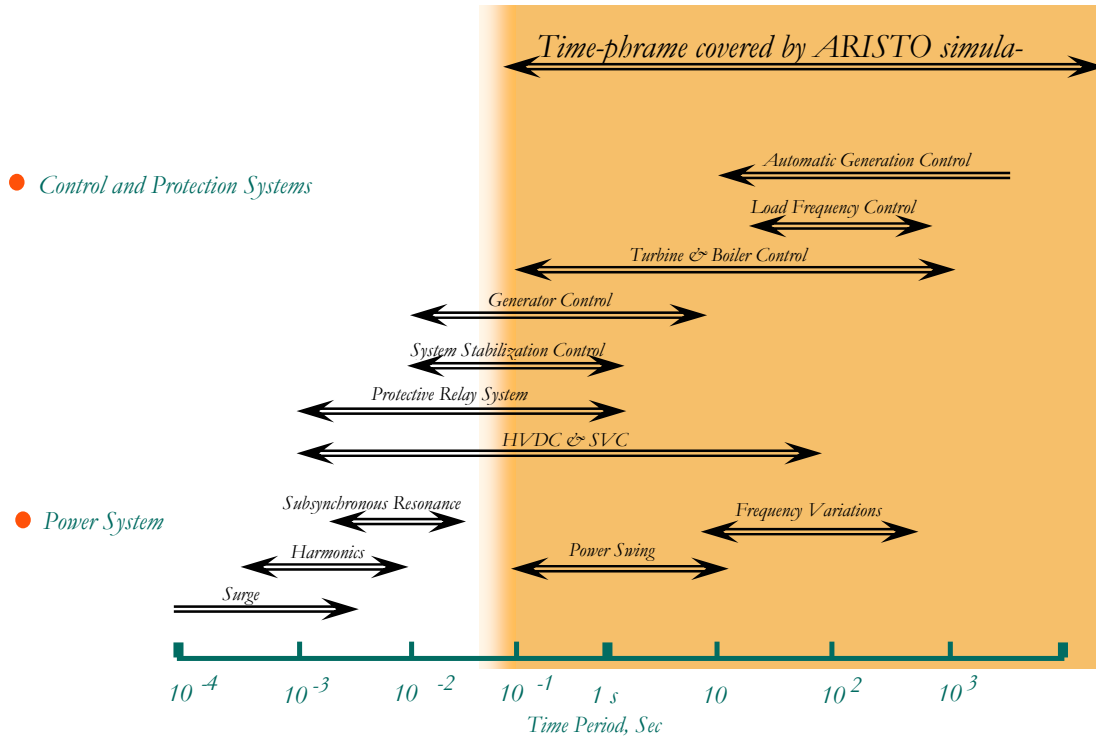 Time-phrame covered by ARISTO simula-
Automatic Generation Control
Control and Protection Systems
Load Frequency Control
Turbine & Boiler Control
Generator Control
System Stabilization Control
Protective Relay System
HVDC & SVC
Subsynchronous Resonance
Frequency Variations
Power System
Power Swing
Harmonics
Surge
10^-4 10^-3 10^-2 10^-1 1 s 10 10^2 10^3
Time Period, Sec